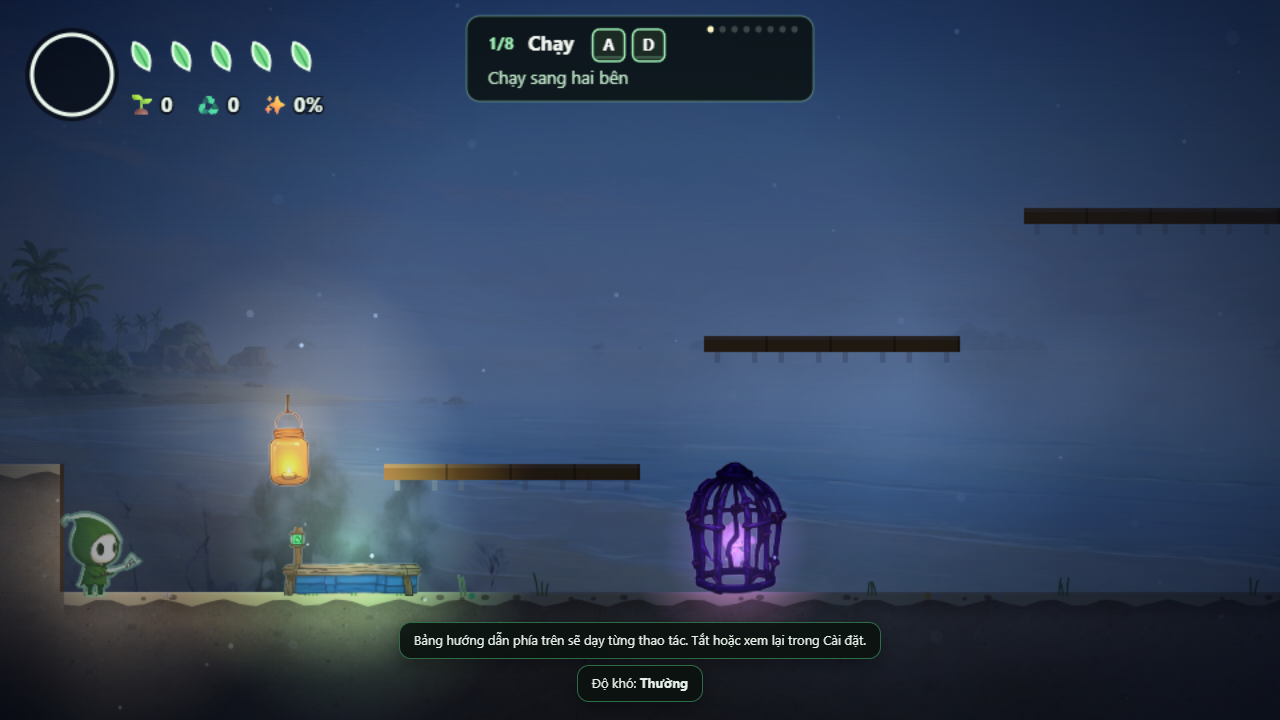 1/8 Chạy A D
Chạy sang hai bên
0 0 0%
Bảng hướng dẫn phía trên sẽ dạy từng thao tác. Tắt hoặc xem lại trong Cài đặt.
Độ khó: Thường